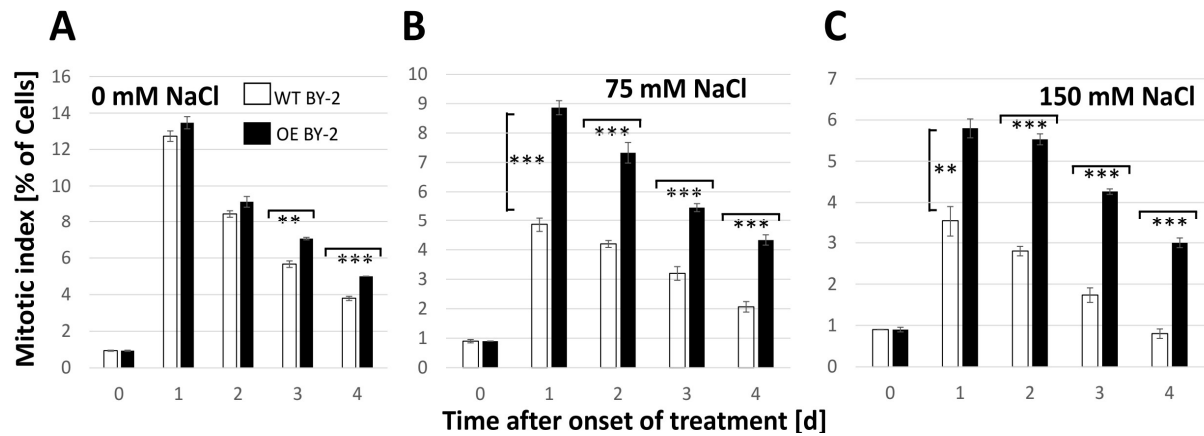 A
B
C
Mitotic index [% of Cells]
0 mM NaCl
WT BY-2
OE BY-2
16
14
12
10
8
6
4
2
0
**
***
0 1 2 3 4
75 mM NaCl
10
9
8
7
6
5
4
3
2
1
0
***
***
***
***
0 1 2 3 4
150 mM NaCl
7
6
5
4
3
2
1
0
**
***
***
***
0 1 2 3 4
Time after onset of treatment [d]